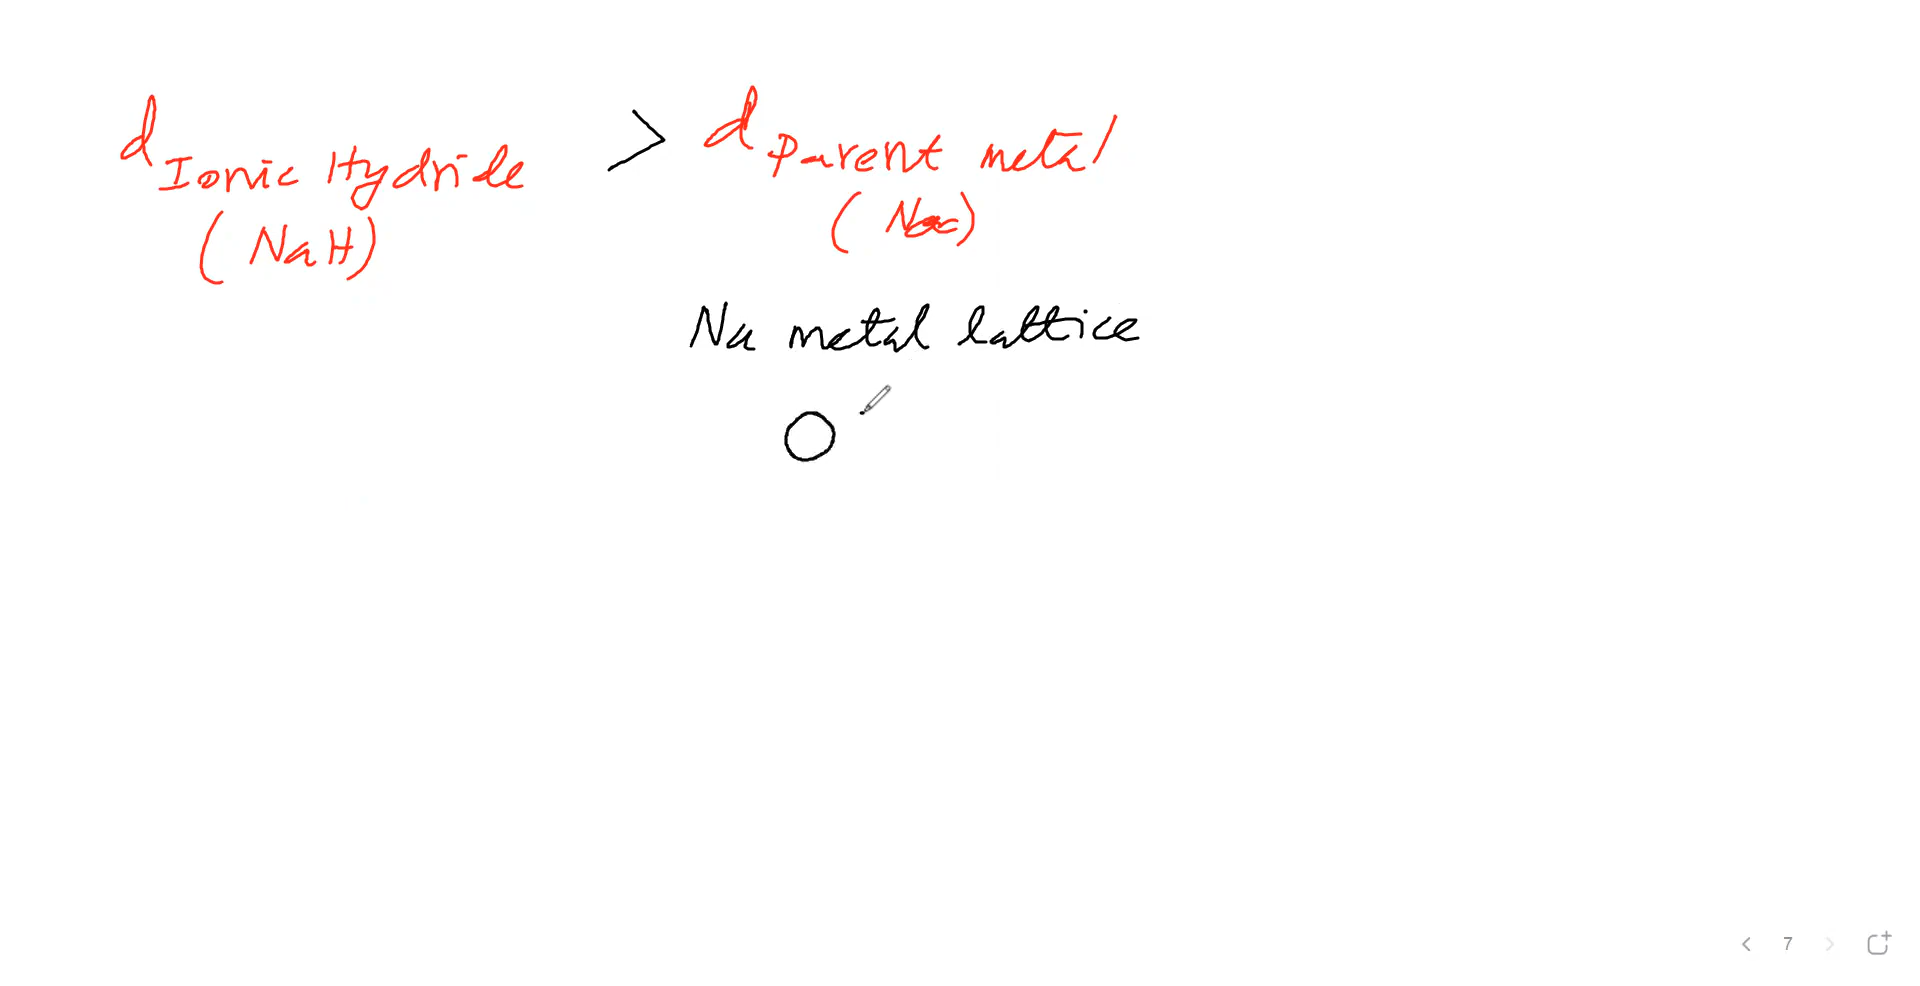 d Ionic Hydride > d Parent metal
(NaH) (Na)
Na metal lattice
7